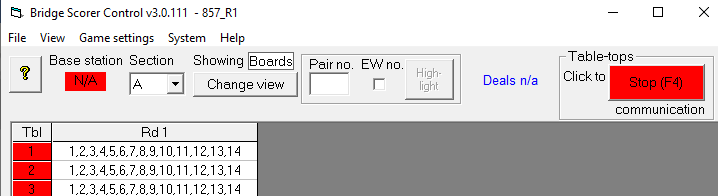 Bridge Scorer Control v3.0.111 - 857_R1
File View Game settings System Help
Base station Section Showing Boards Pair no. EW no. Table-tops
? N/A A Change view High-light Deals n/a Click to Stop (F4)
communication
Tbl Rd 1
1 1,2,3,4,5,6,7,8,9,10,11,12,13,14
2 1,2,3,4,5,6,7,8,9,10,11,12,13,14
3 1,2,3,4,5,6,7,8,9,10,11,12,13,14